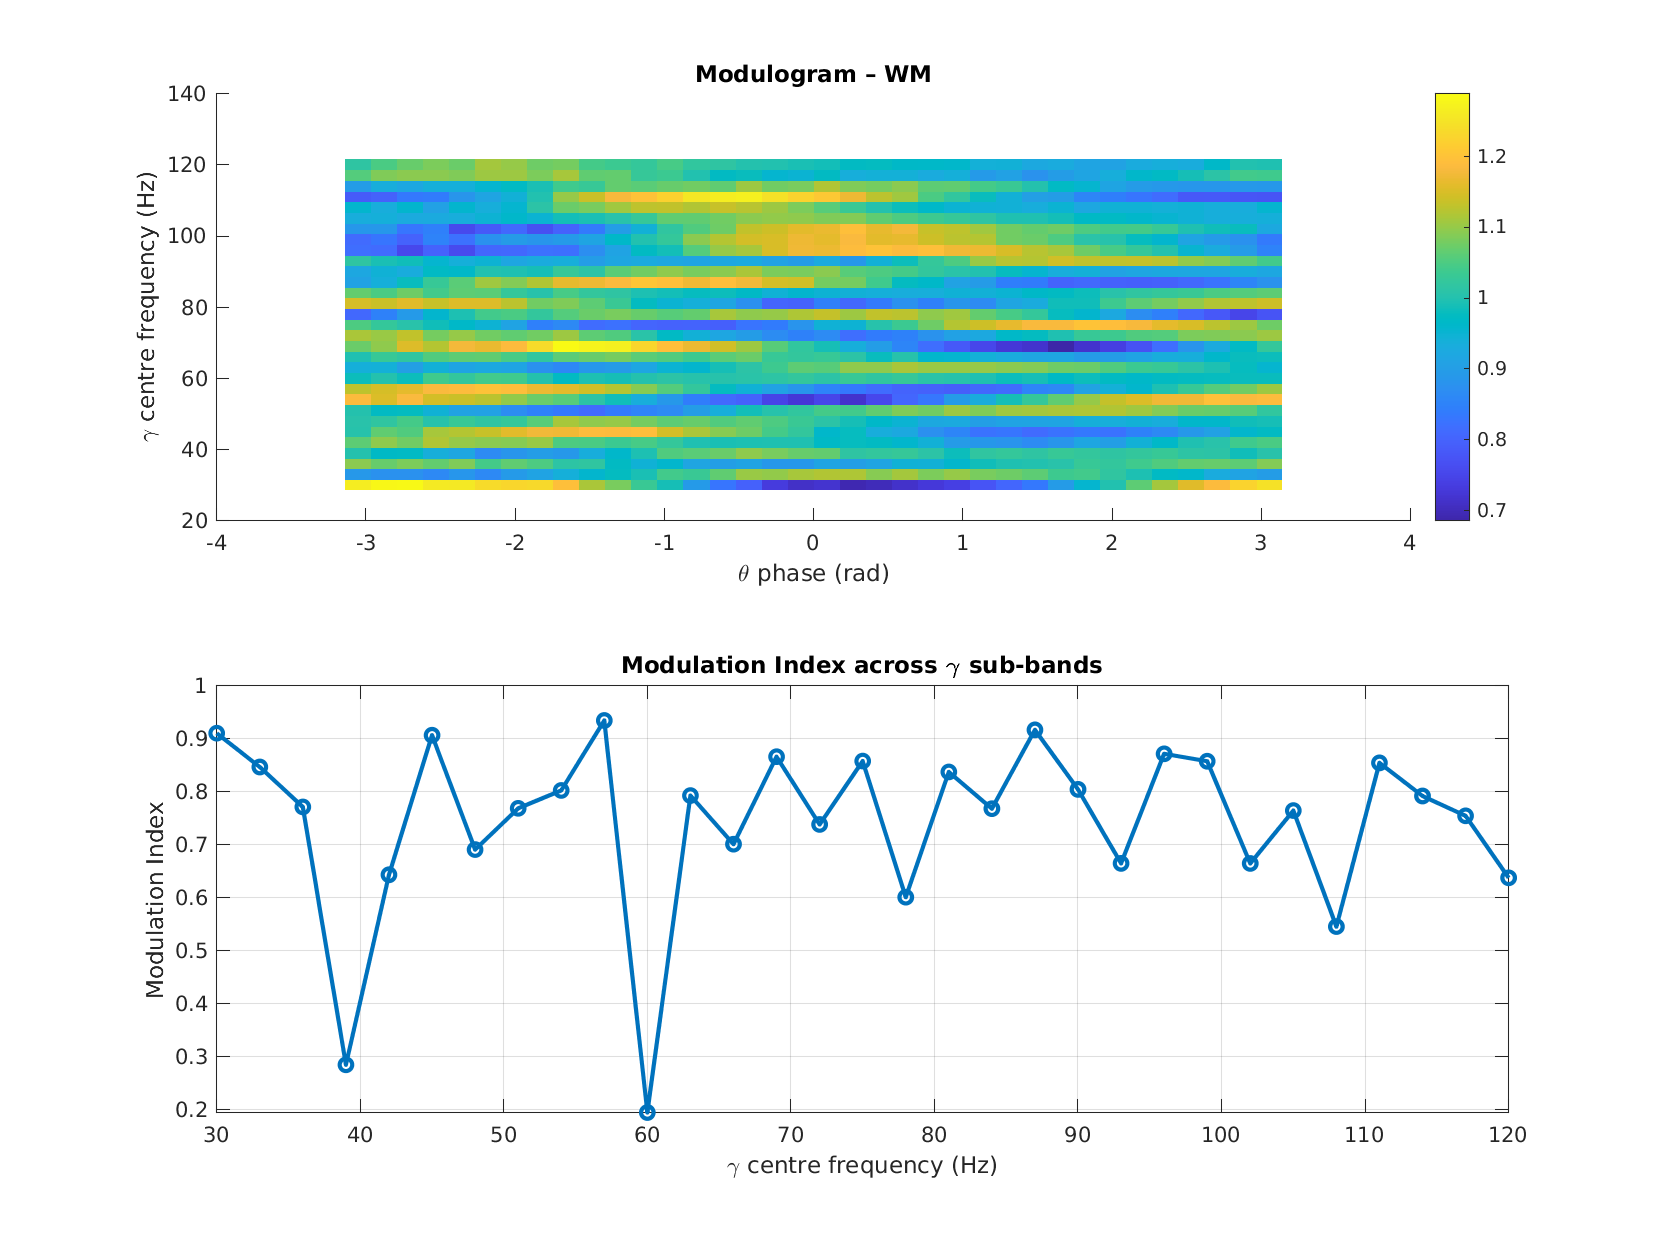 Modulogram – WM
140
120
100
80
60
40
20
γ centre frequency (Hz)
-4 -3 -2 -1 0 1 2 3 4
θ phase (rad)
1.2
1.1
1
0.9
0.8
0.7
Modulation Index across γ sub-bands
1
0.9
0.8
0.7
0.6
0.5
0.4
0.3
0.2
Modulation Index
30 40 50 60 70 80 90 100 110 120
γ centre frequency (Hz)